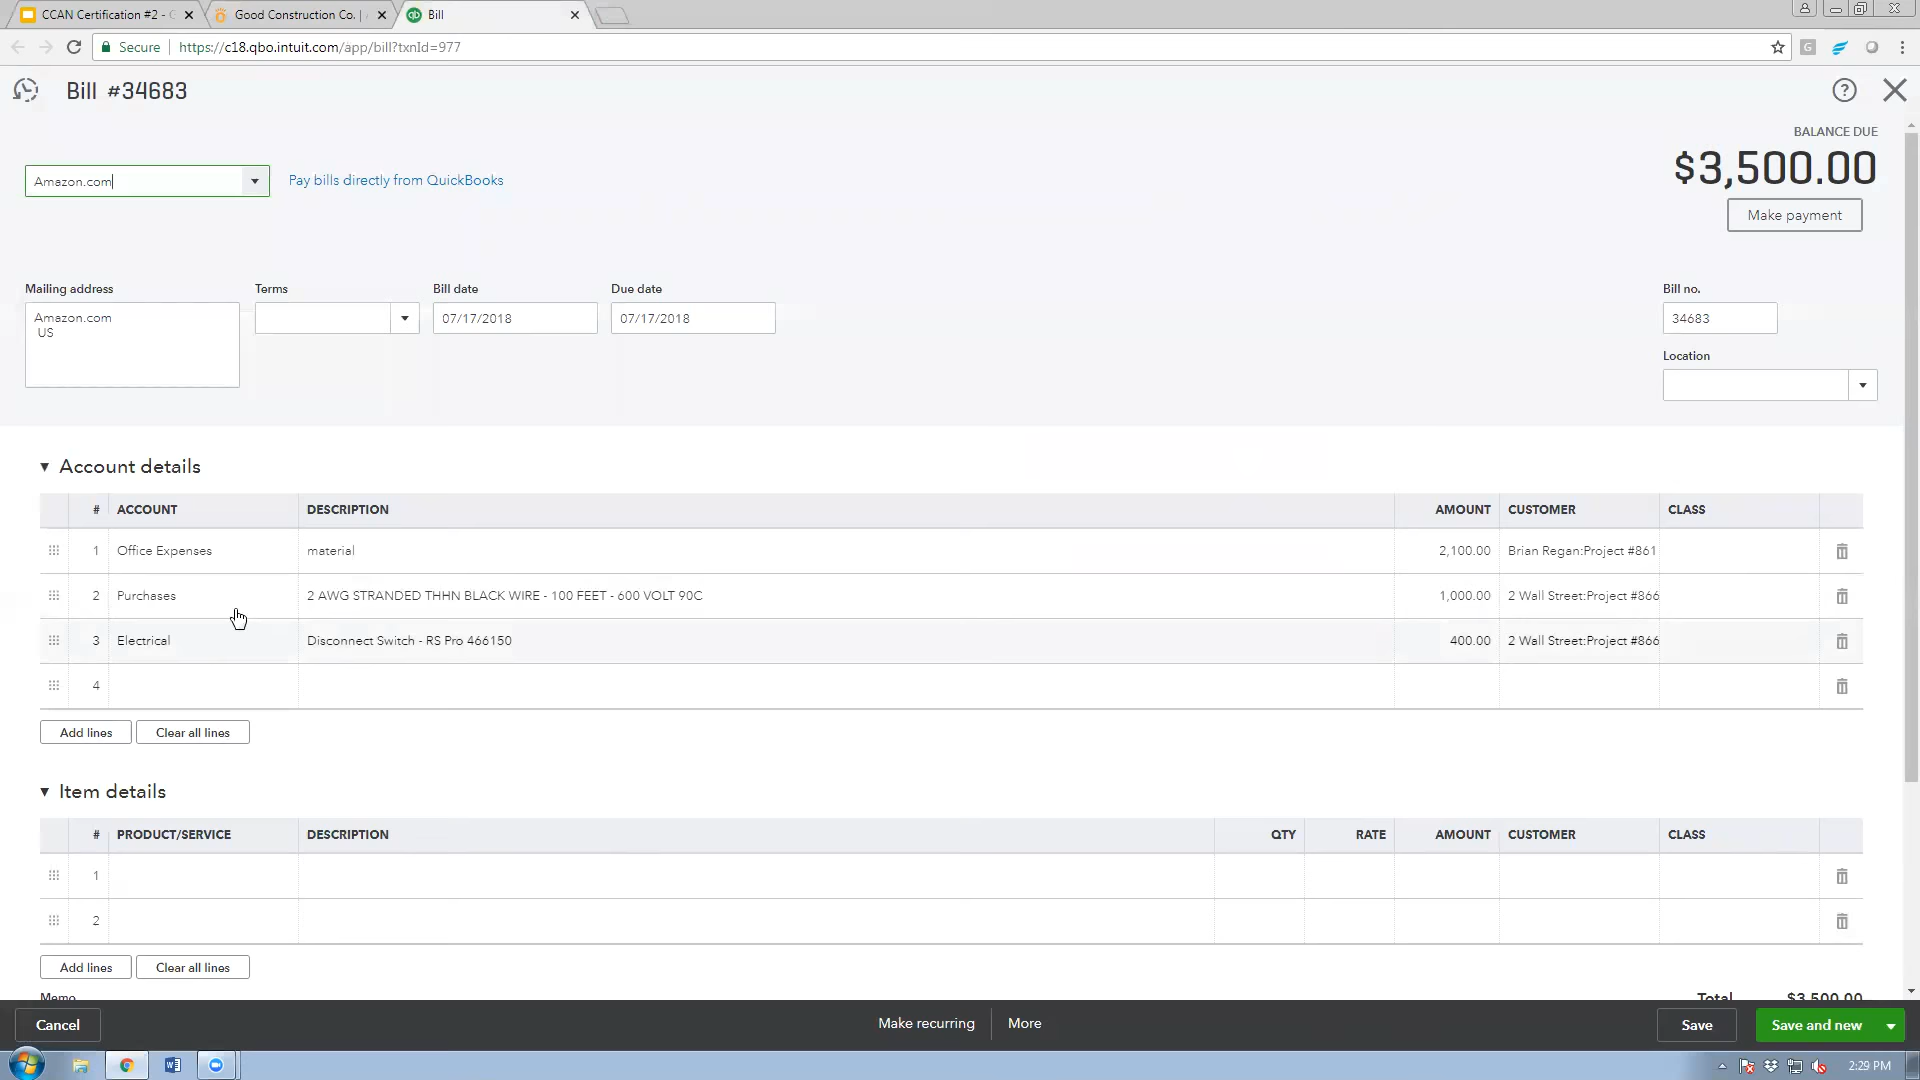 CCAN Certification #2 - G
Good Construction Co. |
Bill
Secure
https://c18.qbo.intuit.com/app/bill?txnId=977
G
Bill #34683
?
BALANCE DUE
$3,500.00
Amazon.com
Pay bills directly from QuickBooks
Make payment
Mailing address
Terms
Bill date
Due date
Bill no.
Amazon.com
US
07/17/2018
07/17/2018
34683
Location
Account details
# ACCOUNT DESCRIPTION AMOUNT CUSTOMER CLASS
1 Office Expenses material 2,100.00 Brian Regan:Project #861
2 Purchases 2 AWG STRANDED THHN BLACK WIRE - 100 FEET - 600 VOLT 90C 1,000.00 2 Wall Street:Project #866
3 Electrical Disconnect Switch - RS Pro 466150 400.00 2 Wall Street:Project #866
4
Add lines
Clear all lines
Item details
# PRODUCT/SERVICE DESCRIPTION QTY RATE AMOUNT CUSTOMER CLASS
1
2
Add lines
Clear all lines
Memo
Total $3,500.00
Cancel
Make recurring
More
Save
Save and new
2:29 PM